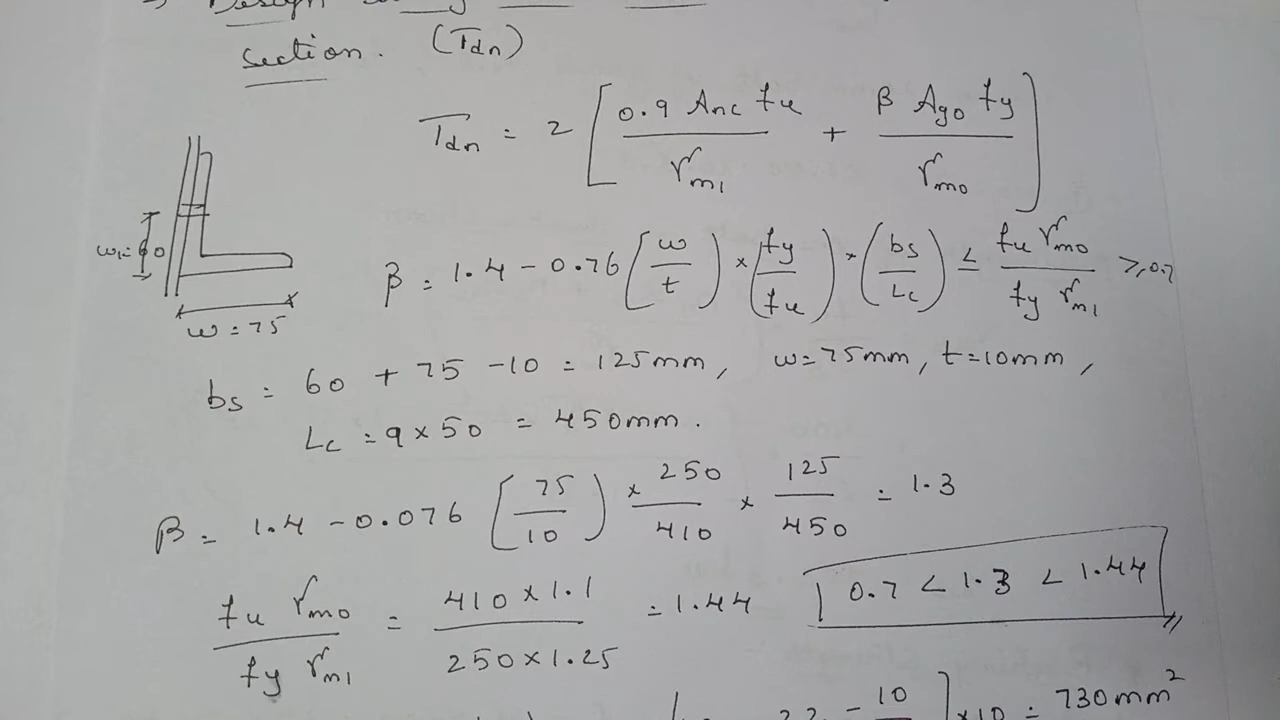 Design
section. (Tdn)
Tdn = 2 [ 0.9 Anc fu / γm1 + β Ago fy / γmo ]
w1 = 60
w = 75
β = 1.4 - 0.76 (w/t) × (fy/fu) × (bs/Lc) ≤ fu γmo / fy γm1 ≥ 0.7
bs = 60 + 75 - 10 = 125mm, w = 75mm, t = 10mm,
Lc = 9 × 50 = 450mm.
β = 1.4 - 0.076 [75/10) × 250/410 × 125/450 = 1.3
fu γmo / fy γm1 = 410 × 1.1 / 250 × 1.25 = 1.44
0.7 < 1.3 < 1.44
- 10 ] × 10 = 730mm²